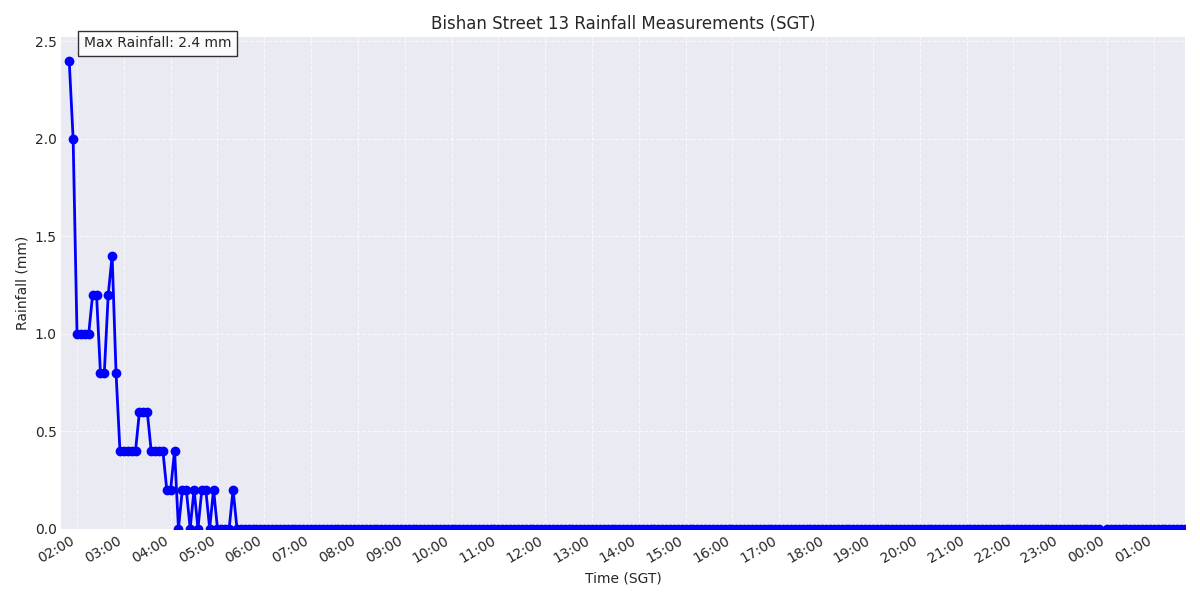 Bishan Street 13 Rainfall Measurements (SGT)
Max Rainfall: 2.4 mm
Rainfall (mm)
2.5
2.0
1.5
1.0
0.5
0.0
02:00 03:00 04:00 05:00 06:00 07:00 08:00 09:00 10:00 11:00 12:00 13:00 14:00 15:00 16:00 17:00 18:00 19:00 20:00 21:00 22:00 23:00 00:00 01:00
Time (SGT)